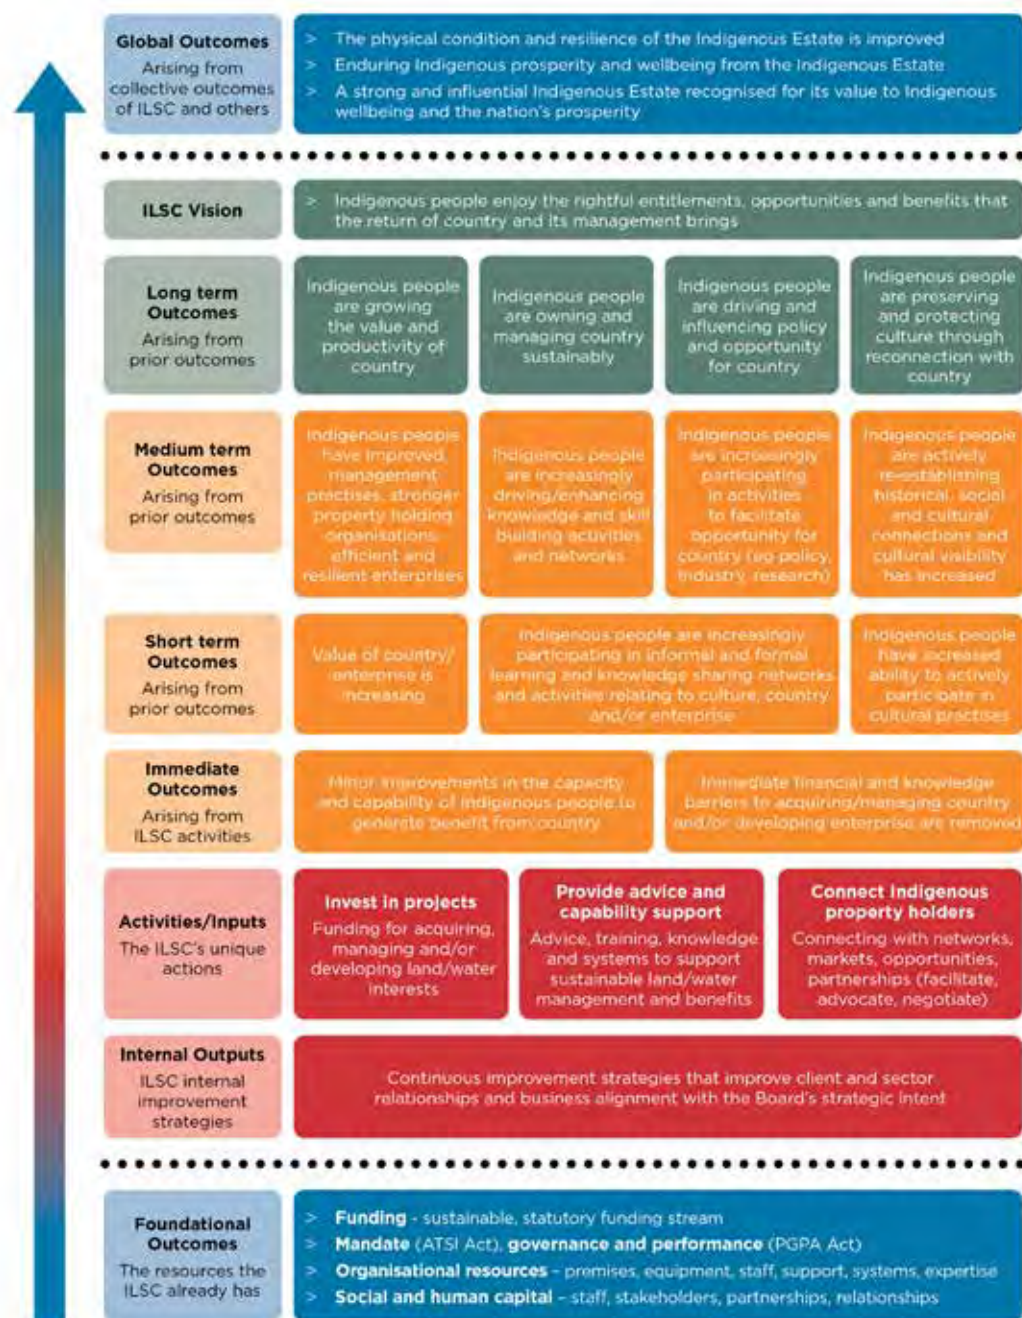 Global Outcomes
Arising from
collective outcomes
of ILSC and others
> The physical condition and resilience of the Indigenous Estate is improved
> Enduring Indigenous prosperity and wellbeing from the Indigenous Estate
> A strong and influential Indigenous Estate recognised for its value to Indigenous
wellbeing and the nation's prosperity
ILSC Vision
> Indigenous people enjoy the rightful entitlements, opportunities and benefits that
the return of country and its management brings
Long term
Outcomes
Arising from
prior outcomes
Indigenous people
are growing
the value and
productivity of
country
Indigenous people
are owning and
managing country
sustainably
Indigenous people
are driving and
influencing policy
and opportunity
for country
Indigenous people
are preserving
and protecting
culture through
reconnection with
country
Medium term
Outcomes
Arising from
prior outcomes
Indigenous people
have improved
management
practises, stronger
property holding
organisations,
efficient and
resilient enterprises
Indigenous people
are increasingly
driving/enhancing
knowledge and skill
building activities
and networks
Indigenous people
are increasingly
participating
in activities
to facilitate
opportunity for
country (eg policy,
industry, research)
Indigenous people
are actively
re-establishing
historical, social
and cultural
connections and
cultural visibility
has increased
Short term
Outcomes
Arising from
prior outcomes
Value of country/
enterprise is
increasing
Indigenous people are increasingly
participating in informal and formal
learning and knowledge sharing networks
and activities relating to culture, country
and/or enterprise
Indigenous people
have increased
ability to actively
participate in
cultural practises
Immediate
Outcomes
Arising from
ILSC activities
Minor improvements in the capacity
and capability of Indigenous people to
generate benefit from country
Immediate financial and knowledge
barriers to acquiring/managing country
and/or developing enterprise are removed
Activities/Inputs
The ILSC's unique
actions
Invest in projects
Funding for acquiring,
managing and/or
developing land/water
interests
Provide advice and
capability support
Advice, training, knowledge
and systems to support
sustainable land/water
management and benefits
Connect Indigenous
property holders
Connecting with networks,
markets, opportunities,
partnerships (facilitate,
advocate, negotiate)
Internal Outputs
ILSC internal
improvement
strategies
Continuous improvement strategies that improve client and sector
relationships and business alignment with the Board's strategic intent
Foundational
Outcomes
The resources the
ILSC already has
> Funding - sustainable, statutory funding stream
> Mandate (ATSI Act), governance and performance (PGPA Act)
> Organisational resources – premises, equipment, staff, support, systems, expertise
> Social and human capital – staff, stakeholders, partnerships, relationships